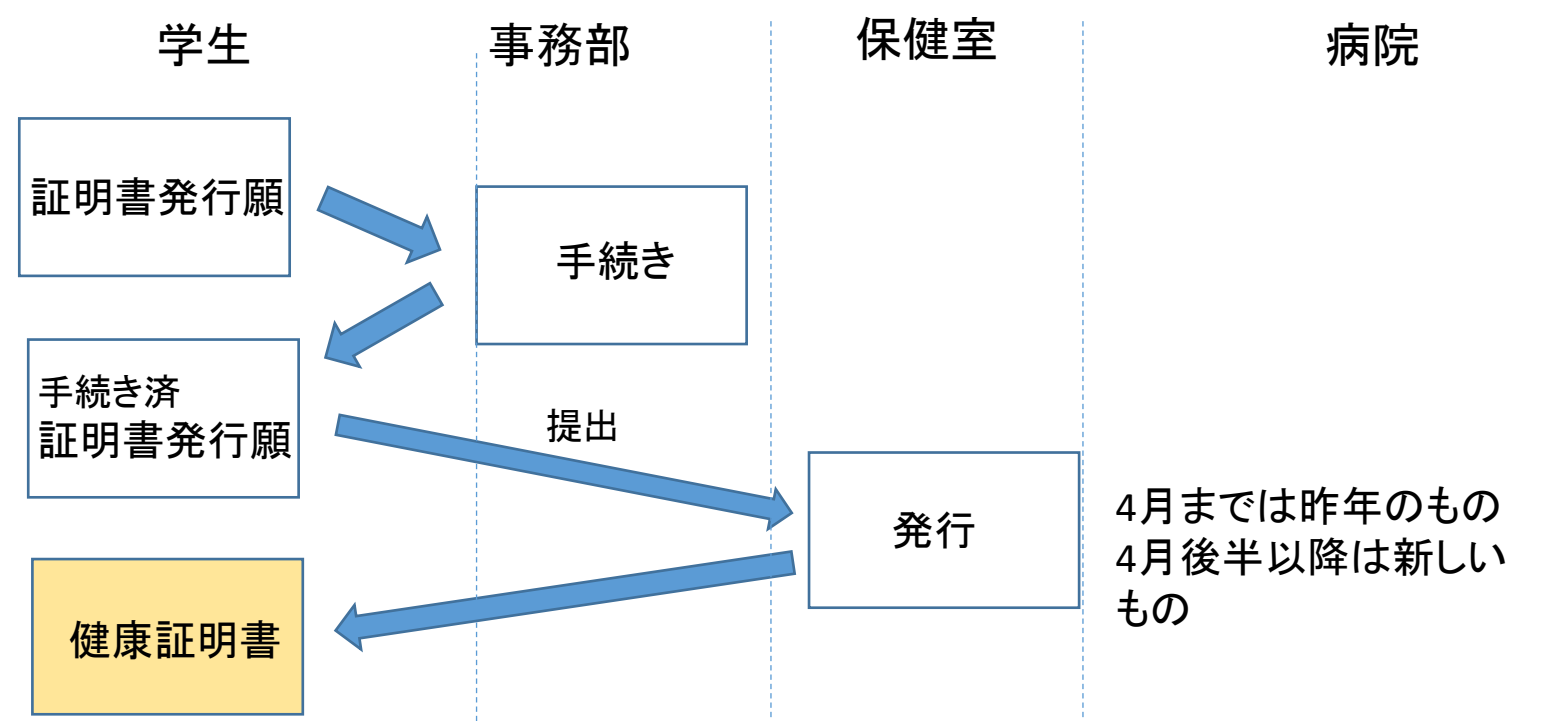 学生
事務部
保健室
病院
証明書発行願
手続き
手続き済
証明書発行願
提出
発行
4月までは昨年のもの
4月後半以降は新しい
もの
健康証明書